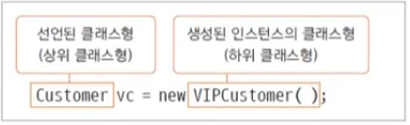 선언된 클래스형
(상위 클래스형)
생성된 인스턴스의 클래스형
(하위 클래스형)
Customer vc = new VIPCustomer( );